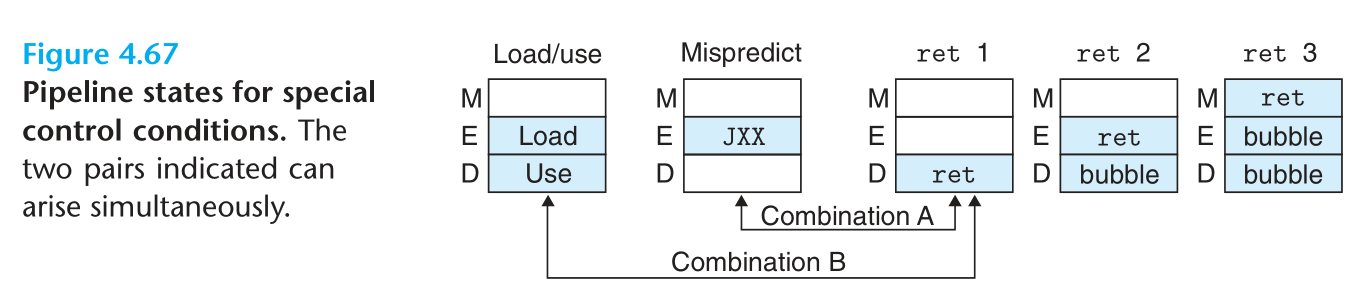 Figure 4.67
Pipeline states for special
control conditions. The
two pairs indicated can
arise simultaneously.
Load/use Mispredict ret 1 ret 2 ret 3
M M M M M ret
E Load E JXX E E ret E bubble
D Use D D ret D bubble D bubble
Combination A
Combination B